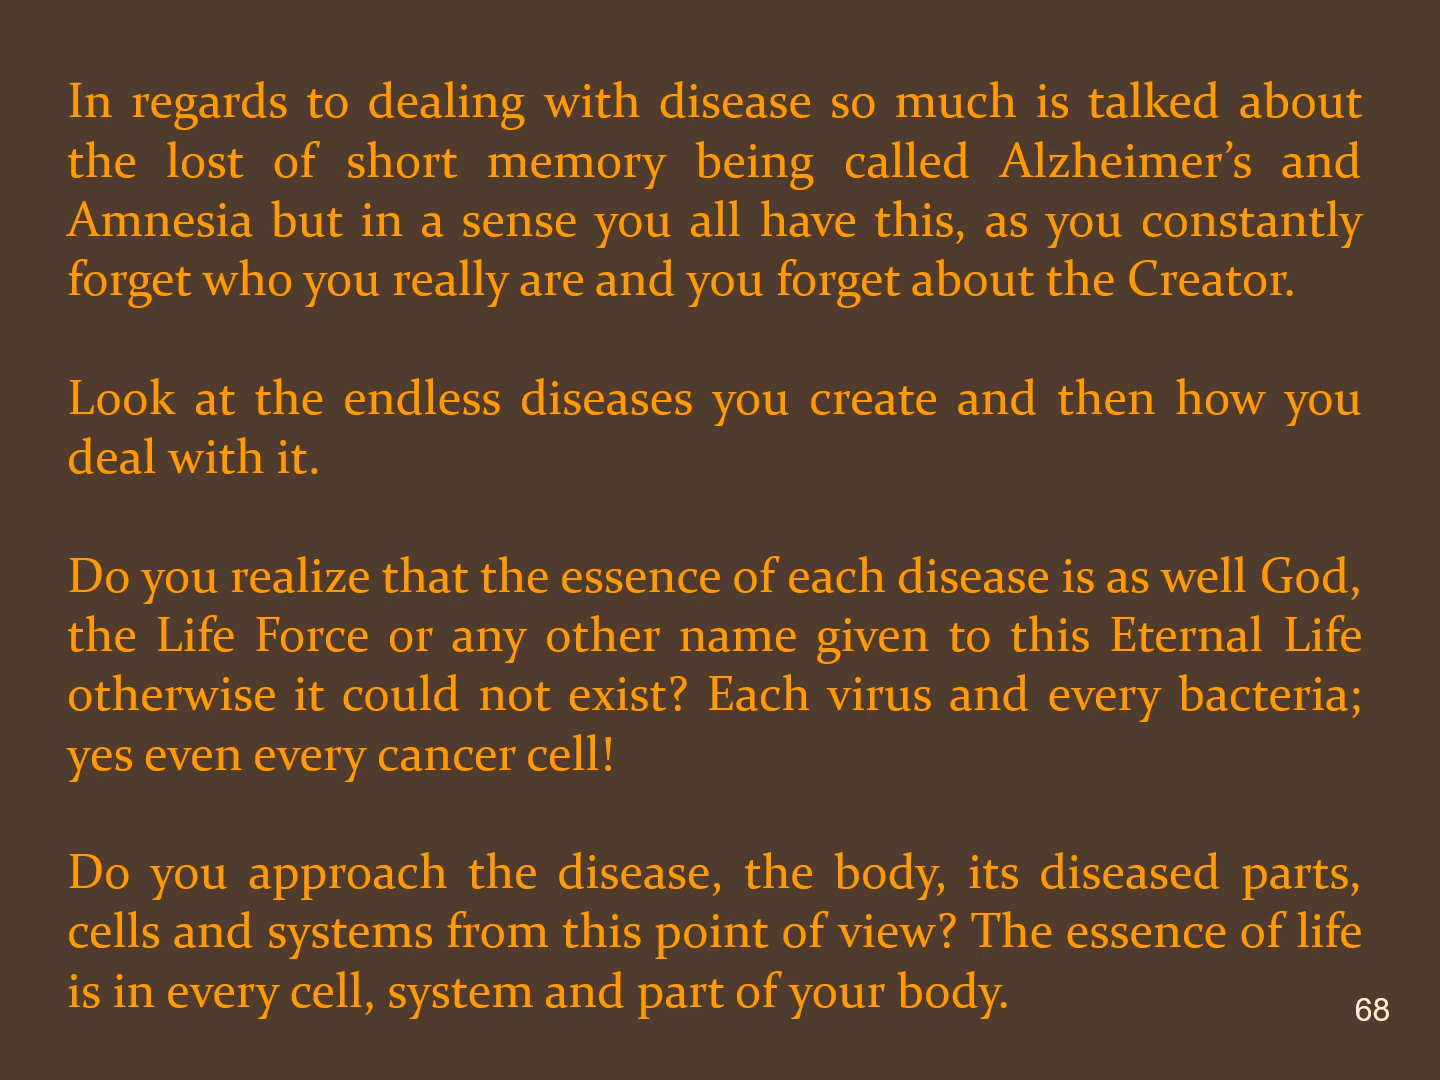 In regards to dealing with disease so much is talked about
the lost of short memory being called Alzheimer’s and
Amnesia but in a sense you all have this, as you constantly
forget who you really are and you forget about the Creator.
Look at the endless diseases you create and then how you
deal with it.
Do you realize that the essence of each disease is as well God,
the Life Force or any other name given to this Eternal Life
otherwise it could not exist? Each virus and every bacteria;
yes even every cancer cell!
Do you approach the disease, the body, its diseased parts,
cells and systems from this point of view? The essence of life
is in every cell, system and part of your body.
68